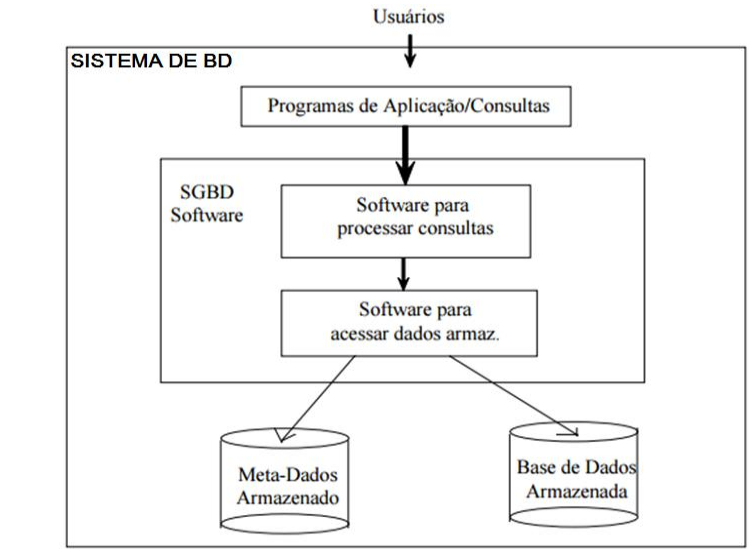 Usuários
SISTEMA DE BD
Programas de Aplicação/Consultas
SGBD
Software
Software para
processar consultas
Software para
acessar dados armaz.
Meta-Dados
Armazenado
Base de Dados
Armazenada